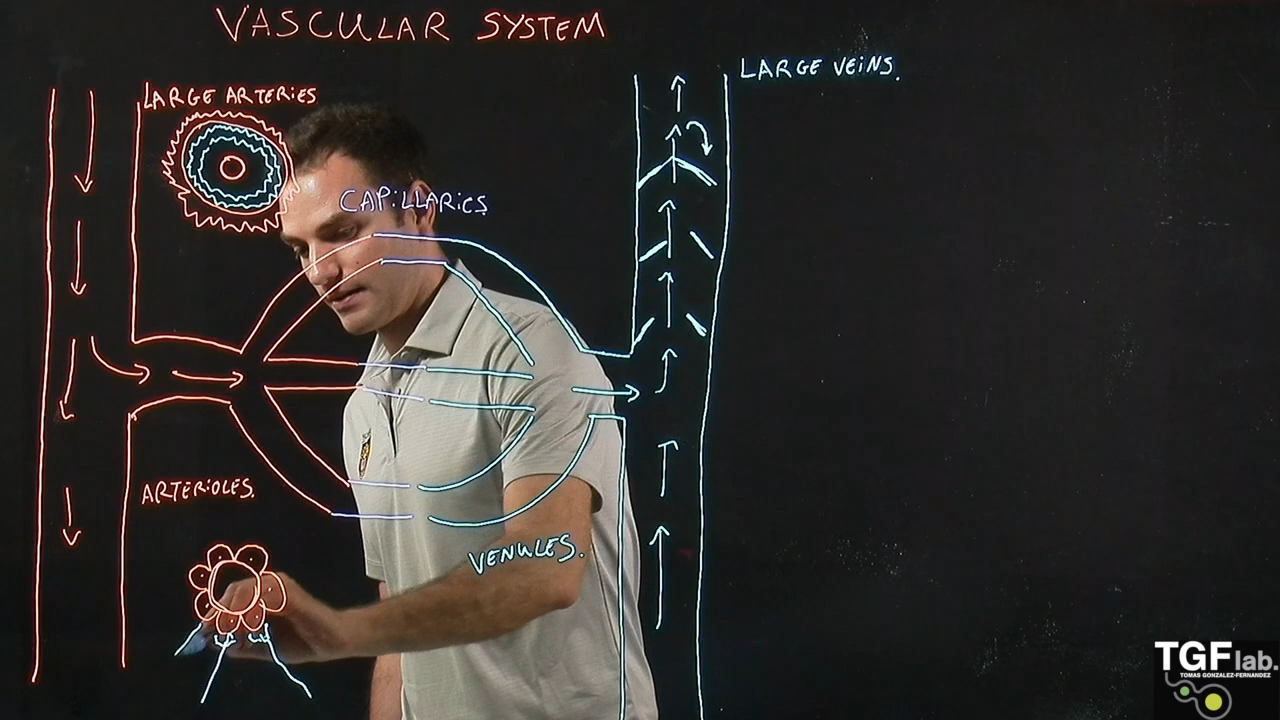 VASCULAR SYSTEM
LARGE ARTERIES
LARGE VEINS.
CAPILLARIES
ARTERIOLES.
VENULES.
TGF lab.
TOMAS GONZALEZ-FERNANDEZ